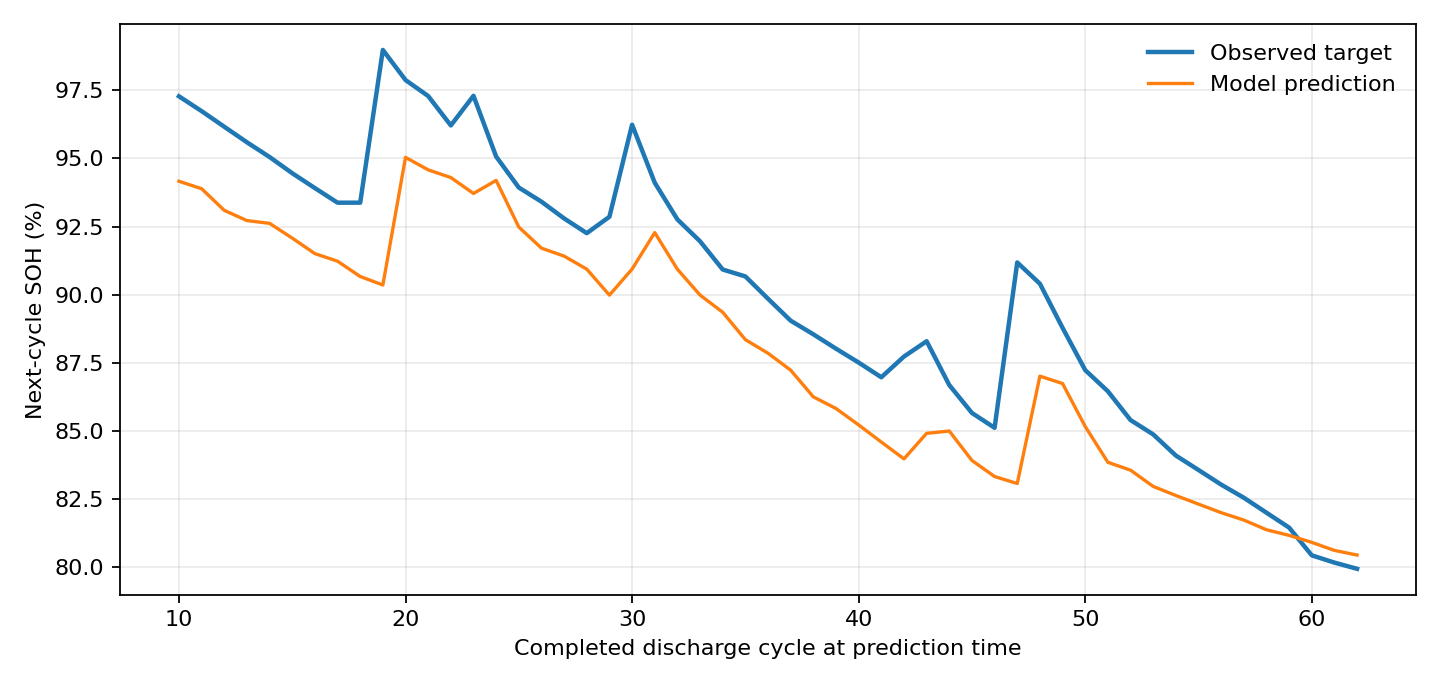 Observed target
Model prediction
97.5
95.0
92.5
90.0
87.5
85.0
82.5
80.0
Next-cycle SOH (%)
10 20 30 40 50 60
Completed discharge cycle at prediction time